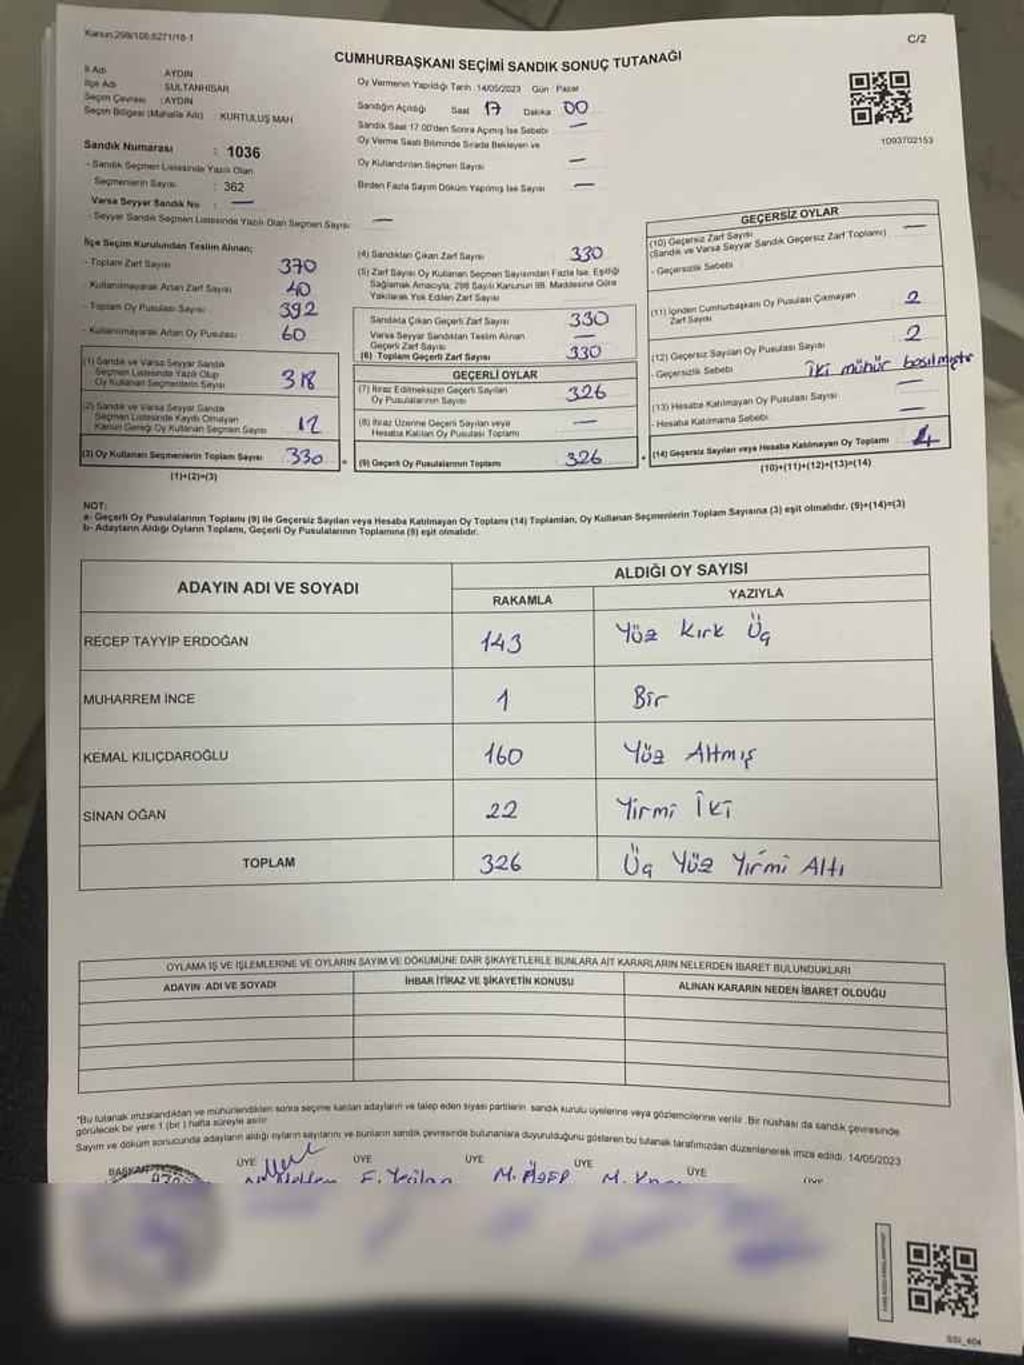 Kanun:298/106,6271/18-1
C/2
CUMHURBAŞKANI SEÇİMİ SANDIK SONUÇ TUTANAĞI
İl Adı : AYDIN
İlçe Adı : SULTANHİSAR
Seçim Çevresi : AYDIN
Seçim Bölgesi (Mahalle Adı) : KURTULUŞ MAH
Sandık Numarası : 1036
- Sandık Seçmen Listesinde Yazılı Olan
Seçmenlerin Sayısı : 362
Varsa Seyyar Sandık No : —
- Seyyar Sandık Seçmen Listesinde Yazılı Olan Seçmen Sayısı : —
Oy Vermenin Yapıldığı Tarih : 14/05/2023 Gün : Pazar
Sandığın Açıldığı Saat 17 Dakika 00
Sandık Saat 17.00'den Sonra Açılmış İse Sebebi —
Oy Verme Saati Bitiminde Sırada Bekleyen ve
Oy Kullandırılan Seçmen Sayısı —
Birden Fazla Sayım Döküm Yapılmış İse Sayısı —
1093702153
İlçe Seçim Kurulundan Teslim Alınan;
- Toplam Zarf Sayısı 370
- Kullanılmayarak Artan Zarf Sayısı 40
- Toplam Oy Pusulası Sayısı 392
- Kullanılmayarak Artan Oy Pusulası 60
(1) Sandık ve Varsa Seyyar Sandık
Seçmen Listesinde Yazılı Olup
Oy Kullanan Seçmenlerin Sayısı 318
(2) Sandık ve Varsa Seyyar Sandık
Seçmen Listesinde Kaydı Olmayan
Kanun Gereği Oy Kullanan Seçmen Sayısı 12
(3) Oy Kullanan Seçmenlerin Toplam Sayısı 330
(1)+(2)=(3)
(4) Sandıktan Çıkan Zarf Sayısı 330
(5) Zarf Sayısı Oy Kullanan Seçmen Sayısından Fazla İse, Eşitliği
Sağlamak Amacıyla; 298 Sayılı Kanunun 98. Maddesine Göre
Yakılarak Yok Edilen Zarf Sayısı
Sandıkta Çıkan Geçerli Zarf Sayısı 330
Varsa Seyyar Sandıktan Teslim Alınan
Geçerli Zarf Sayısı —
(6) Toplam Geçerli Zarf Sayısı 330
GEÇERLİ OYLAR
(7) İtiraz Edilmeksizin Geçerli Sayılan
Oy Pusulalarının Sayısı 326
(8) İtiraz Üzerine Geçerli Sayılan veya
Hesaba Katılan Oy Pusulası Toplamı —
(9) Geçerli Oy Pusulalarının Toplamı 326
GEÇERSİZ OYLAR
(10) Geçersiz Zarf Sayısı —
(Sandık ve Varsa Seyyar Sandık Geçersiz Zarf Toplamı)
- Geçersizlik Sebebi
(11) İçinden Cumhurbaşkanı Oy Pusulası Çıkmayan
Zarf Sayısı 2
(12) Geçersiz Sayılan Oy Pusulası Sayısı 2
- Geçersizlik Sebebi iki mühür basılmıştır
(13) Hesaba Katılmayan Oy Pusulası Sayısı —
- Hesaba Katılmama Sebebi —
(14) Geçersiz Sayılan veya Hesaba Katılmayan Oy Toplamı 4
(10)+(11)+(12)+(13)=(14)
NOT:
a- Geçerli Oy Pusulalarının Toplamı (9) ile Geçersiz Sayılan veya Hesaba Katılmayan Oy Toplamı (14) Toplamları, Oy Kullanan Seçmenlerin Toplam Sayısına (3) eşit olmalıdır. (9)+(14)=(3)
b- Adayların Aldığı Oyların Toplamı, Geçerli Oy Pusulalarının Toplamına (9) eşit olmalıdır.
ADAYIN ADI VE SOYADI
ALDIĞI OY SAYISI
RAKAMLA YAZIYLA
RECEP TAYYİP ERDOĞAN 143 Yüz Kırk Üç
MUHARREM İNCE 1 Bir
KEMAL KILIÇDAROĞLU 160 Yüz Altmış
SİNAN OĞAN 22 Yirmi İki
TOPLAM 326 Üç Yüz Yirmi Altı
OYLAMA İŞ VE İŞLEMLERİNE VE OYLARIN SAYIM VE DÖKÜMÜNE DAİR ŞİKAYETLERLE BUNLARA AİT KARARLARIN NELERDEN İBARET BULUNDUKLARI
ADAYIN ADI VE SOYADI İHBAR İTİRAZ VE ŞİKAYETİN KONUSU ALINAN KARARIN NEDEN İBARET OLDUĞU
*Bu tutanak imzalandıktan ve mühürlendikten sonra seçime katılan adayların ve talep eden siyasi partilerin sandık kurulu üyelerine veya gözlemcilerine verilir. Bir nüshası da sandık çevresinde
görülecek bir yere 1 (bir) hafta süreyle asılır.
Sayım ve döküm sonucunda adayların aldığı oyların sayılarını ve bunların sandık çevresinde bulunanlara duyurulduğunu gösteren bu tutanak tarafımızdan düzenlenerek imza edildi. 14/05/2023
BAŞKAN ÜYE ÜYE ÜYE ÜYE ÜYE
SSI_404